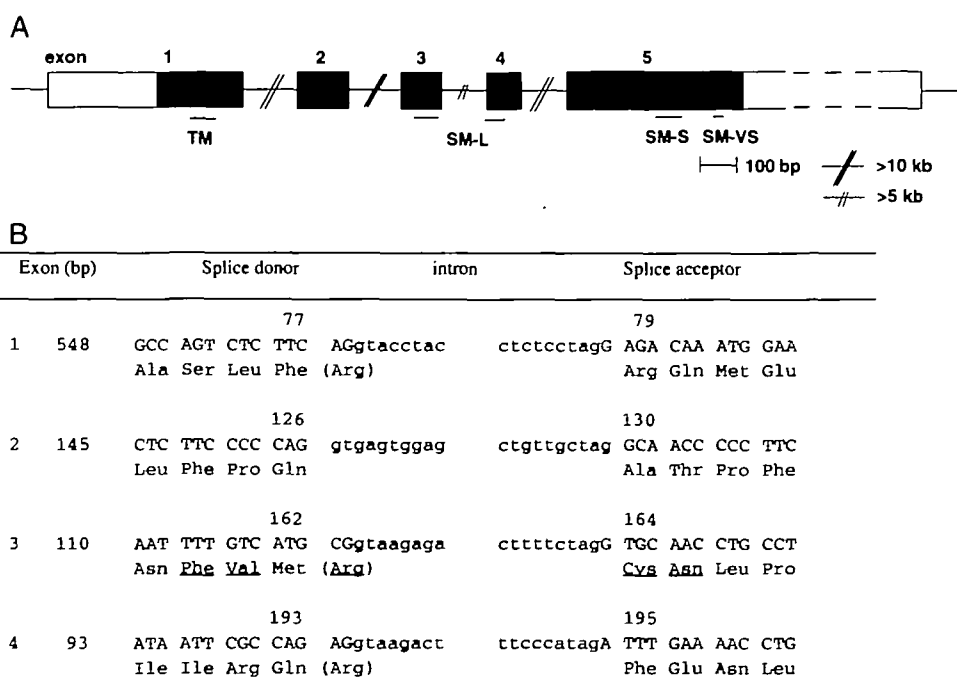 A
exon 1 2 3 4 5
TM SM-L SM-S SM-VS
100 bp >10 kb
>5 kb
B
Exon (bp) Splice donor intron Splice acceptor
77 79
1 548 GCC AGT CTC TTC AGgtacctac ctctcctagG AGA CAA ATG GAA
Ala Ser Leu Phe (Arg) Arg Gln Met Glu
126 130
2 145 CTC TTC CCC CAG gtgagtggag ctgttgctag GCA ACC CCC TTC
Leu Phe Pro Gln Ala Thr Pro Phe
162 164
3 110 AAT TTT GTC ATG CGgtaagaga cttttctagG TGC AAC CTG CCT
Asn Phe Val Met (Arg) Cys Asn Leu Pro
193 195
4 93 ATA ATT CGC CAG AGgtaagact ttcccatagA TTT GAA AAC CTG
Ile Ile Arg Gln (Arg) Phe Glu Asn Leu